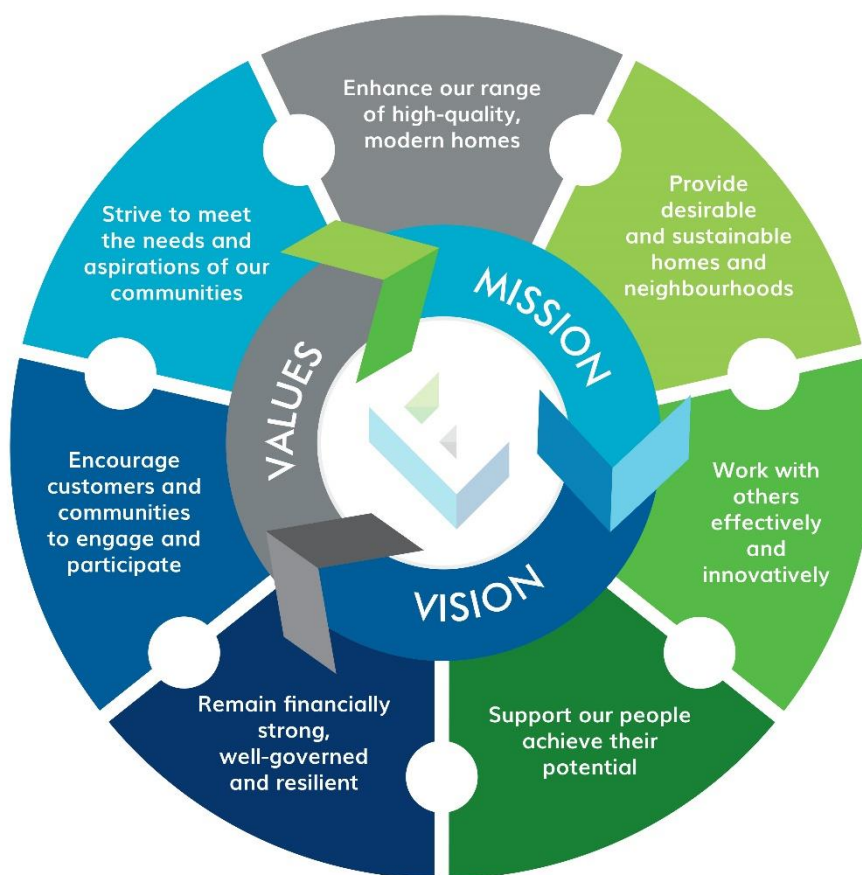 Enhance our range
of high-quality,
modern homes
Provide
desirable
and sustainable
homes and
neighbourhoods
Work with
others
effectively
and
innovatively
Support our people
achieve their
potential
Remain financially
strong,
well-governed
and resilient
Encourage
customers and
communities
to engage and
participate
Strive to meet
the needs and
aspirations of our
communities
MISSION
VISION
VALUES